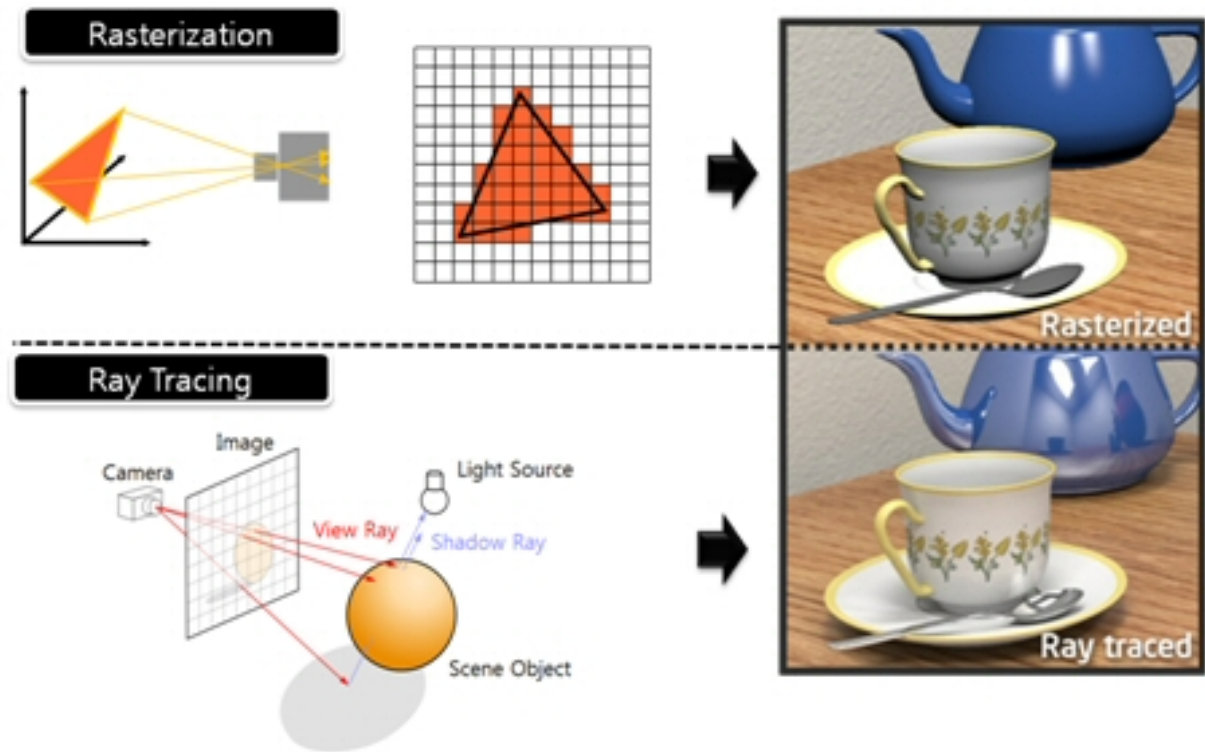 Rasterization
Rasterized
Ray Tracing
Image
Camera
Light Source
View Ray
Shadow Ray
Scene Object
Ray traced